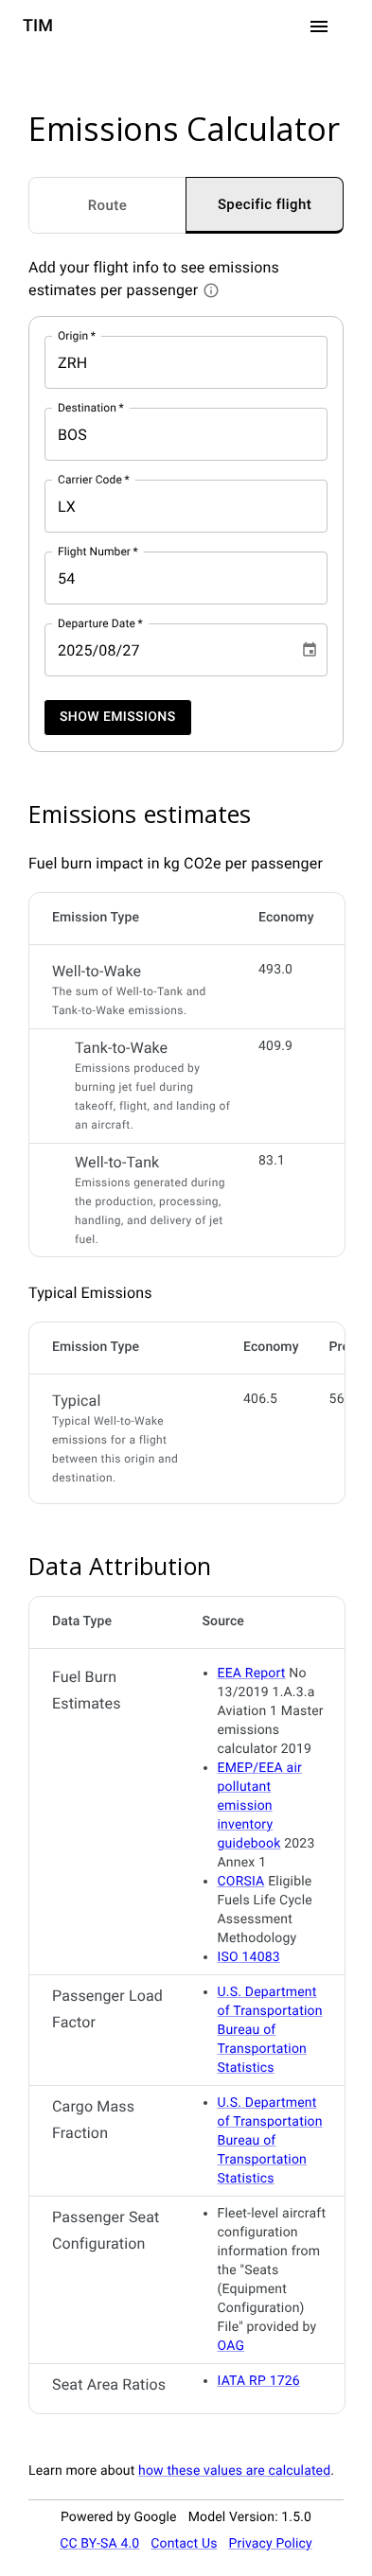 TIM
Emissions Calculator
Route
Specific flight
Add your flight info to see emissions
estimates per passenger
Origin *
ZRH
Destination *
BOS
Carrier Code *
LX
Flight Number *
54
Departure Date *
2025/08/27
SHOW EMISSIONS
Emissions estimates
Fuel burn impact in kg CO2e per passenger
Emission Type Economy
Well-to-Wake 493.0
The sum of Well-to-Tank and
Tank-to-Wake emissions.
Tank-to-Wake 409.9
Emissions produced by
burning jet fuel during
takeoff, flight, and landing of
an aircraft.
Well-to-Tank 83.1
Emissions generated during
the production, processing,
handling, and delivery of jet
fuel.
Typical Emissions
Emission Type Economy Pre
Typical 406.5 56
Typical Well-to-Wake
emissions for a flight
between this origin and
destination.
Data Attribution
Data Type Source
Fuel Burn
Estimates
• EEA Report No
13/2019 1.A.3.a
Aviation 1 Master
emissions
calculator 2019
• EMEP/EEA air
pollutant
emission
inventory
guidebook 2023
Annex 1
• CORSIA Eligible
Fuels Life Cycle
Assessment
Methodology
• ISO 14083
Passenger Load
Factor
• U.S. Department
of Transportation
Bureau of
Transportation
Statistics
Cargo Mass
Fraction
• U.S. Department
of Transportation
Bureau of
Transportation
Statistics
Passenger Seat
Configuration
• Fleet-level aircraft
configuration
information from
the "Seats
(Equipment
Configuration)
File" provided by
OAG
Seat Area Ratios
• IATA RP 1726
Learn more about how these values are calculated.
Powered by Google Model Version: 1.5.0
CC BY-SA 4.0 Contact Us Privacy Policy